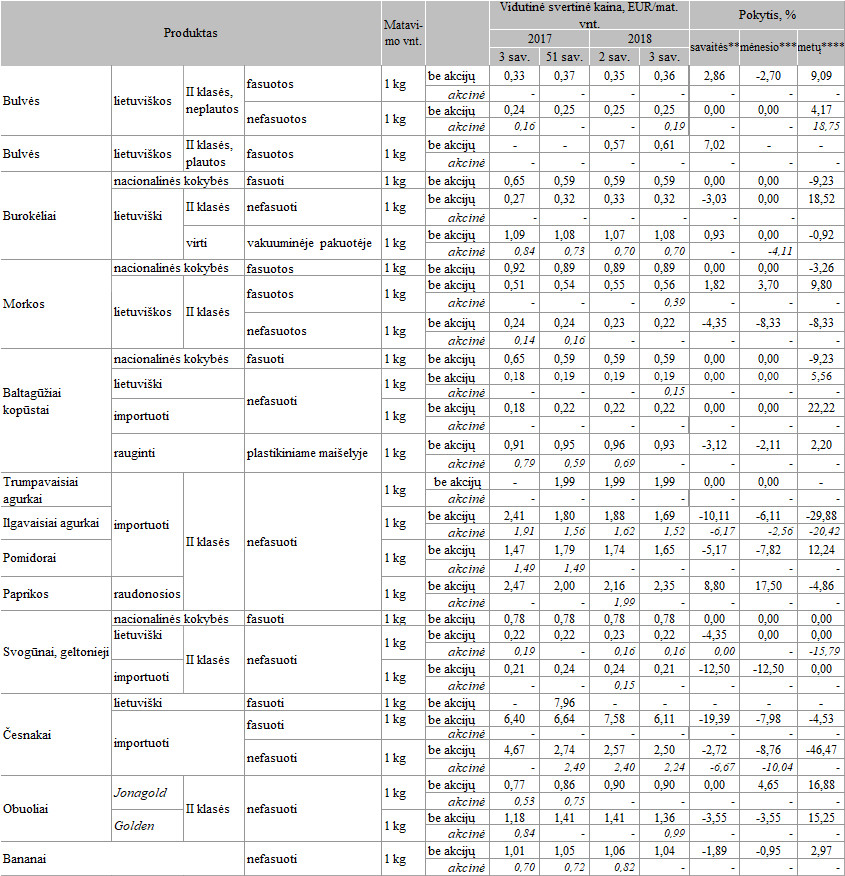 Produktas Matavimo vnt. Vidutinė svertinė kaina, EUR/mat. vnt. Pokytis, %
2017 2018 savaitės** mėnesio*** metų****
3 sav. 51 sav. 2 sav. 3 sav.
Bulvės lietuviškos II klasės, neplautos fasuotos 1 kg be akcijų 0,33 0,37 0,35 0,36 2,86 -2,70 9,09
akcinė - - - - - - -
nefasuotos 1 kg be akcijų 0,24 0,25 0,25 0,25 0,00 0,00 4,17
akcinė 0,16 - - 0,19 - - 18,75
Bulvės lietuviškos II klasės, plautos fasuotos 1 kg be akcijų - - 0,57 0,61 7,02 - -
akcinė - - - - - - -
Burokėliai nacionalinės kokybės fasuoti 1 kg be akcijų 0,65 0,59 0,59 0,59 0,00 0,00 -9,23
lietuviški II klasės nefasuoti 1 kg be akcijų 0,27 0,32 0,33 0,32 -3,03 0,00 18,52
akcinė - - - - - - -
virti vakuuminėje pakuotėje 1 kg be akcijų 1,09 1,08 1,07 1,08 0,93 0,00 -0,92
akcinė 0,84 0,73 0,70 0,70 - -4,11
Morkos nacionalinės kokybės fasuotos 1 kg be akcijų 0,92 0,89 0,89 0,89 0,00 0,00 -3,26
lietuviškos II klasės fasuotos 1 kg be akcijų 0,51 0,54 0,55 0,56 1,82 3,70 9,80
akcinė - - - 0,39 - - -
nefasuotos 1 kg be akcijų 0,24 0,24 0,23 0,22 -4,35 -8,33 -8,33
akcinė 0,14 0,16 - - - - -
Baltagūžiai kopūstai nacionalinės kokybės fasuoti 1 kg be akcijų 0,65 0,59 0,59 0,59 0,00 0,00 -9,23
lietuviški nefasuoti 1 kg be akcijų 0,18 0,19 0,19 0,19 0,00 0,00 5,56
akcinė - - - 0,15 - - -
importuoti 1 kg be akcijų 0,18 0,22 0,22 0,22 0,00 0,00 22,22
akcinė - - - - - - -
rauginti plastikiniame maišelyje 1 kg be akcijų 0,91 0,95 0,96 0,93 -3,12 -2,11 2,20
akcinė 0,79 0,59 0,69 - - - -
Trumpavaisiai agurkai importuoti II klasės nefasuoti 1 kg be akcijų - 1,99 1,99 1,99 0,00 0,00 -
akcinė - - - - - - -
Ilgavaisiai agurkai 1 kg be akcijų 2,41 1,80 1,88 1,69 -10,11 -6,11 -29,88
akcinė 1,91 1,56 1,62 1,52 -6,17 -2,56 -20,42
Pomidorai 1 kg be akcijų 1,47 1,79 1,74 1,65 -5,17 -7,82 12,24
akcinė 1,49 1,49 - - - - -
Paprikos raudonosios 1 kg be akcijų 2,47 2,00 2,16 2,35 8,80 17,50 -4,86
akcinė - - 1,99 - - - -
Svogūnai, geltonieji nacionalinės kokybės fasuoti 1 kg be akcijų 0,78 0,78 0,78 0,78 0,00 0,00 0,00
lietuviški II klasės nefasuoti 1 kg be akcijų 0,22 0,22 0,23 0,22 -4,35 0,00 0,00
akcinė 0,19 - 0,16 0,16 0,00 - -15,79
importuoti 1 kg be akcijų 0,21 0,24 0,24 0,21 -12,50 -12,50 0,00
akcinė - - 0,15 - - - -
Česnakai lietuviški fasuoti 1 kg be akcijų - 7,96 - - - - -
importuoti fasuoti 1 kg be akcijų 6,40 6,64 7,58 6,11 -19,39 -7,98 -4,53
akcinė - - - - - - -
nefasuoti 1 kg be akcijų 4,67 2,74 2,57 2,50 -2,72 -8,76 -46,47
akcinė - 2,49 2,40 2,24 -6,67 -10,04 -
Obuoliai Jonagold II klasės nefasuoti 1 kg be akcijų 0,77 0,86 0,90 0,90 0,00 4,65 16,88
akcinė 0,53 0,75 - - - - -
Golden 1 kg be akcijų 1,18 1,41 1,41 1,36 -3,55 -3,55 15,25
akcinė 0,84 - - 0,99 - - -
Bananai nefasuoti 1 kg be akcijų 1,01 1,05 1,06 1,04 -1,89 -0,95 2,97
akcinė 0,70 0,72 0,82 - - - -